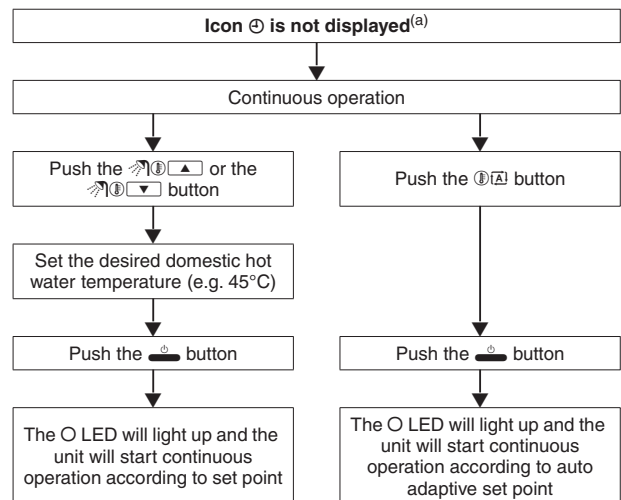 Icon is not displayed(a)
Continuous operation
Push the ▲ or the
▼ button
Set the desired domestic hot
water temperature (e.g. 45°C)
Push the button
The LED will light up and the
unit will start continuous
operation according to set point
Push the A button
Push the button
The LED will light up and the
unit will start continuous
operation according to auto
adaptive set point